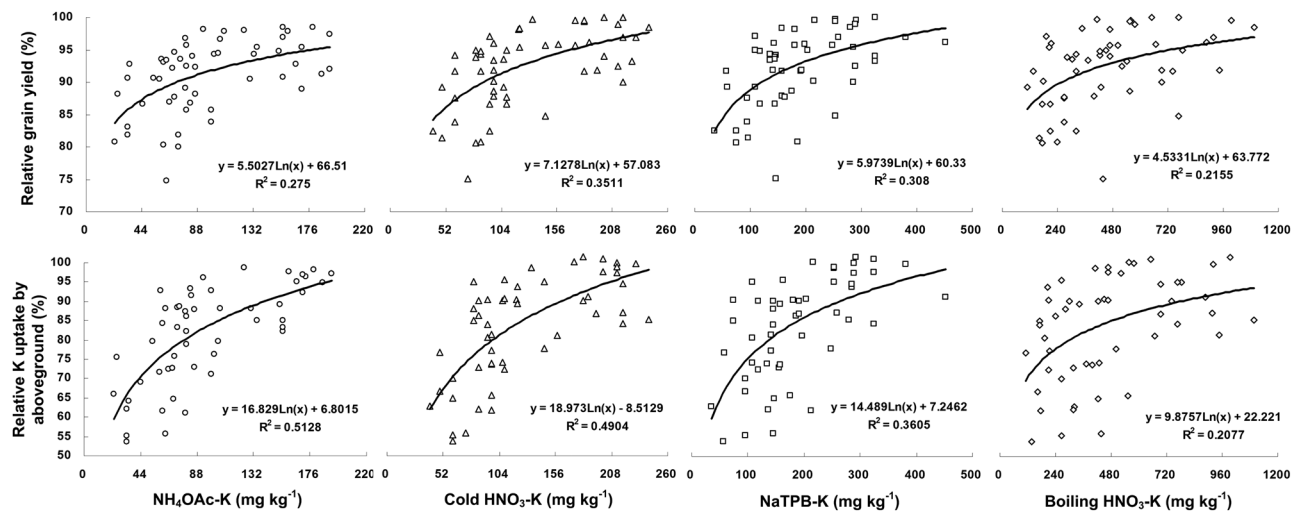 Relative grain yield (%)
100
95
90
85
80
75
70
y = 5.5027Ln(x) + 66.51
R² = 0.275
0 44 88 132 176 220
y = 7.1278Ln(x) + 57.083
R² = 0.3511
0 52 104 156 208 260
y = 5.9739Ln(x) + 60.33
R² = 0.308
0 100 200 300 400 500
y = 4.5331Ln(x) + 63.772
R² = 0.2155
0 240 480 720 960 1200
Relative K uptake by
aboveground (%)
100
95
90
85
80
75
70
65
60
55
50
y = 16.829Ln(x) + 6.8015
R² = 0.5128
0 44 88 132 176 220
NH₄OAc-K (mg kg⁻¹)
y = 18.973Ln(x) - 8.5129
R² = 0.4904
0 52 104 156 208 260
Cold HNO₃-K (mg kg⁻¹)
y = 14.489Ln(x) + 7.2462
R² = 0.3605
0 100 200 300 400 500
NaTPB-K (mg kg⁻¹)
y = 9.8757Ln(x) + 22.221
R² = 0.2077
0 240 480 720 960 1200
Boiling HNO₃-K (mg kg⁻¹)